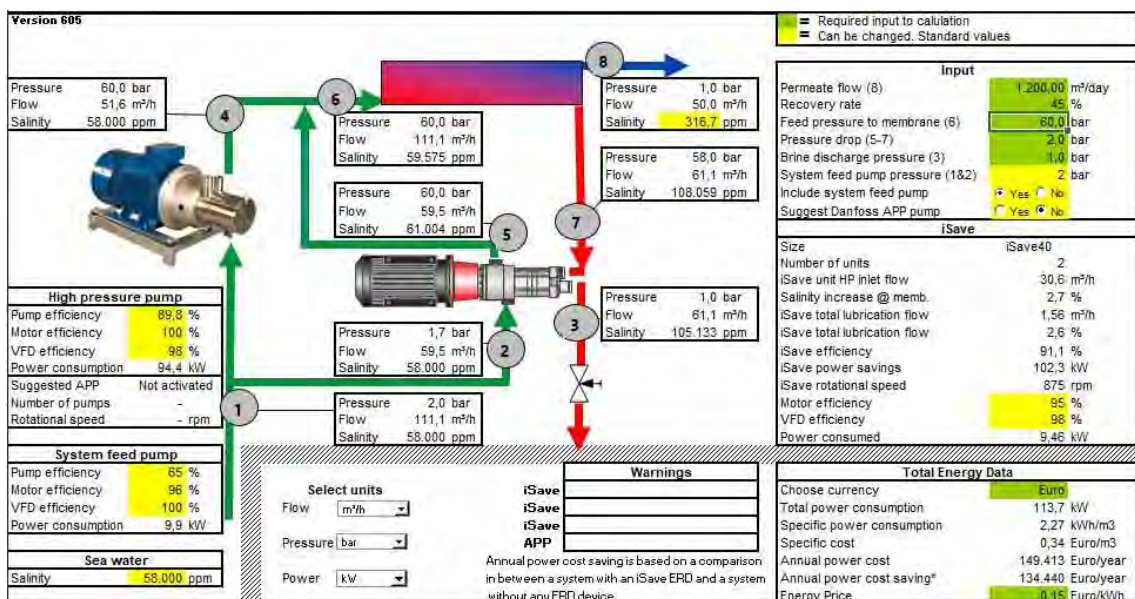 Version 605
= Required input to calulation
= Can be changed. Standard values
Pressure 60,0 bar
Flow 51,6 m³/h
Salinity 58.000 ppm
4
6
8
Pressure 60,0 bar
Flow 111,1 m³/h
Salinity 59.575 ppm
Pressure 1,0 bar
Flow 50,0 m³/h
Salinity 316,7 ppm
Pressure 58,0 bar
Flow 61,1 m³/h
Salinity 108.059 ppm
7
Pressure 60,0 bar
Flow 59,5 m³/h
Salinity 61.004 ppm
5
Pressure 1,0 bar
Flow 61,1 m³/h
Salinity 105.133 ppm
3
Pressure 1,7 bar
Flow 59,5 m³/h
Salinity 58.000 ppm
2
1
Pressure 2,0 bar
Flow 111,1 m³/h
Salinity 58.000 ppm
High pressure pump
Pump efficiency 89,8 %
Motor efficiency 100 %
VFD efficiency 98 %
Power consumption 94,4 kW
Suggested APP Not activated
Number of pumps -
Rotational speed - rpm
System feed pump
Pump efficiency 65 %
Motor efficiency 96 %
VFD efficiency 100 %
Power consumption 9,9 kW
Sea water
Salinity 58.000 ppm
Select units
Flow m³/h
Pressure bar
Power kW
Warnings
iSave
iSave
iSave
APP
Annual power cost saving is based on a comparison
in between a system with an iSave ERD and a system
without any ERD device
Input
Permeate flow (8) 1.200,00 m³/day
Recovery rate 45 %
Feed pressure to membrane (6) 60,0 bar
Pressure drop (5-7) 2,0 bar
Brine discharge pressure (3) 1,0 bar
System feed pump pressure (1&2) 2 bar
Include system feed pump Yes No
Suggest Danfoss APP pump Yes No
iSave
Size iSave40
Number of units 2
iSave unit HP inlet flow 30,6 m³/h
Salinity increase @ memb. 2,7 %
iSave total lubrication flow 1,56 m³/h
iSave total lubrication flow 2,6 %
iSave efficiency 91,1 %
iSave power savings 102,3 kW
iSave rotational speed 875 rpm
Motor efficiency 95 %
VFD efficiency 98 %
Power consumed 9,46 kW
Total Energy Data
Choose currency Euro
Total power consumption 113,7 kW
Specific power consumption 2,27 kWh/m3
Specific cost 0,34 Euro/m3
Annual power cost 149.413 Euro/year
Annual power cost saving* 134.440 Euro/year
Energy Price 0,15 Euro/kWh